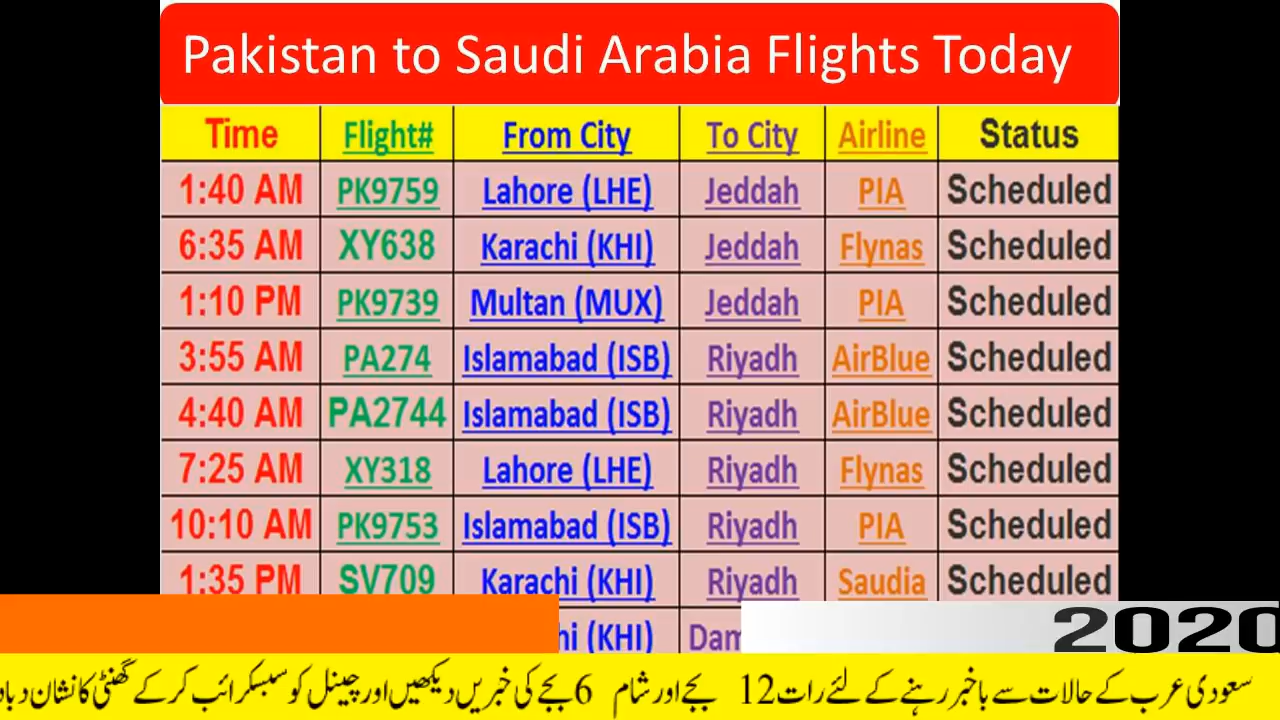 Pakistan to Saudi Arabia Flights Today
Time Flight# From City To City Airline Status
1:40 AM PK9759 Lahore (LHE) Jeddah PIA Scheduled
6:35 AM XY638 Karachi (KHI) Jeddah Flynas Scheduled
1:10 PM PK9739 Multan (MUX) Jeddah PIA Scheduled
3:55 AM PA274 Islamabad (ISB) Riyadh AirBlue Scheduled
4:40 AM PA2744 Islamabad (ISB) Riyadh AirBlue Scheduled
7:25 AM XY318 Lahore (LHE) Riyadh Flynas Scheduled
10:10 AM PK9753 Islamabad (ISB) Riyadh PIA Scheduled
1:35 PM SV709 Karachi (KHI) Riyadh Saudia Scheduled
hi (KHI) Dam
2020
سعودی عرب کے حالات سے باخبر رہنے کے لئے رات 12 بجے اور شام 6 بجے کی خبریں دیکھیں اور چینل کو سبسکرائب کر کے گھنٹی کا نشان